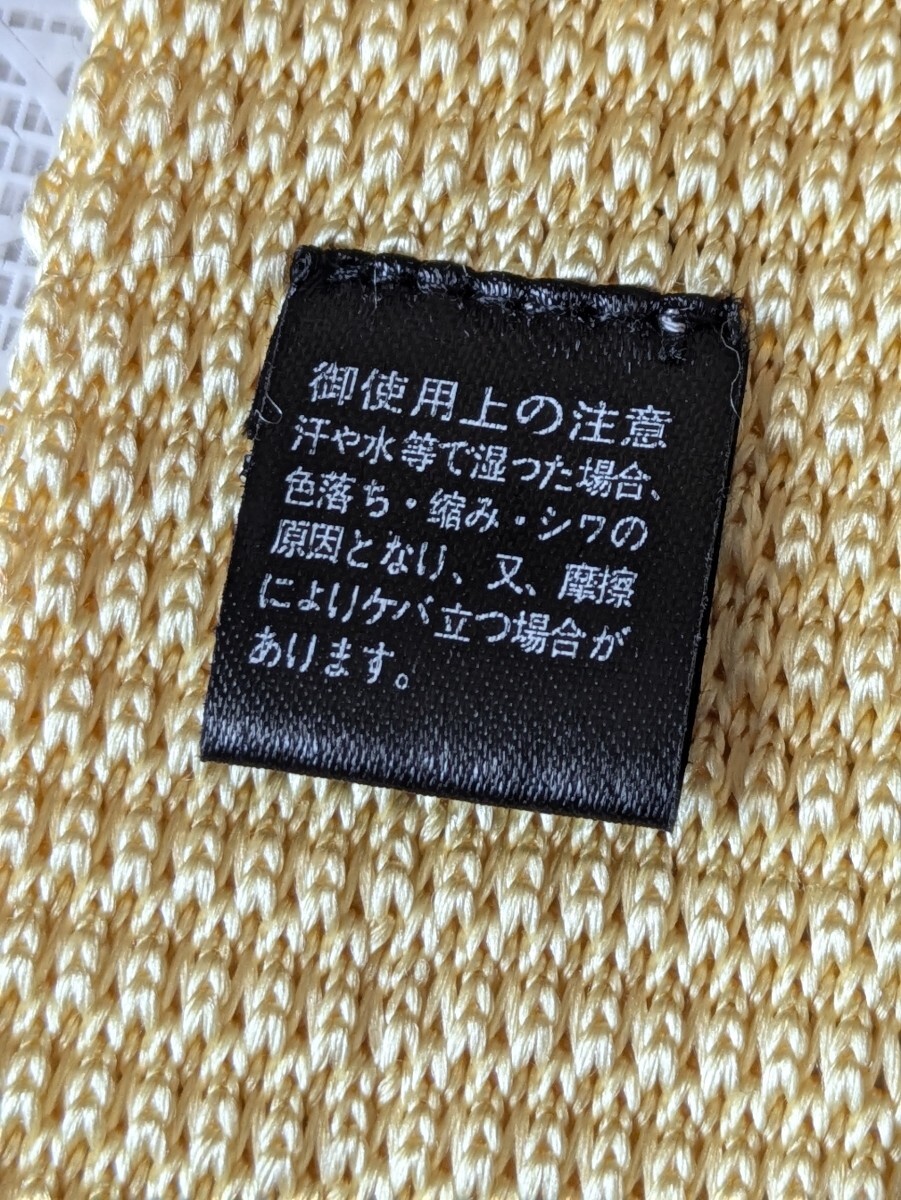 御使用上の注意
汗や水等で湿つた場合、
色落ち・縮み・シワの
原因となり、又、摩擦
によりケバ立つ場合が
あります。